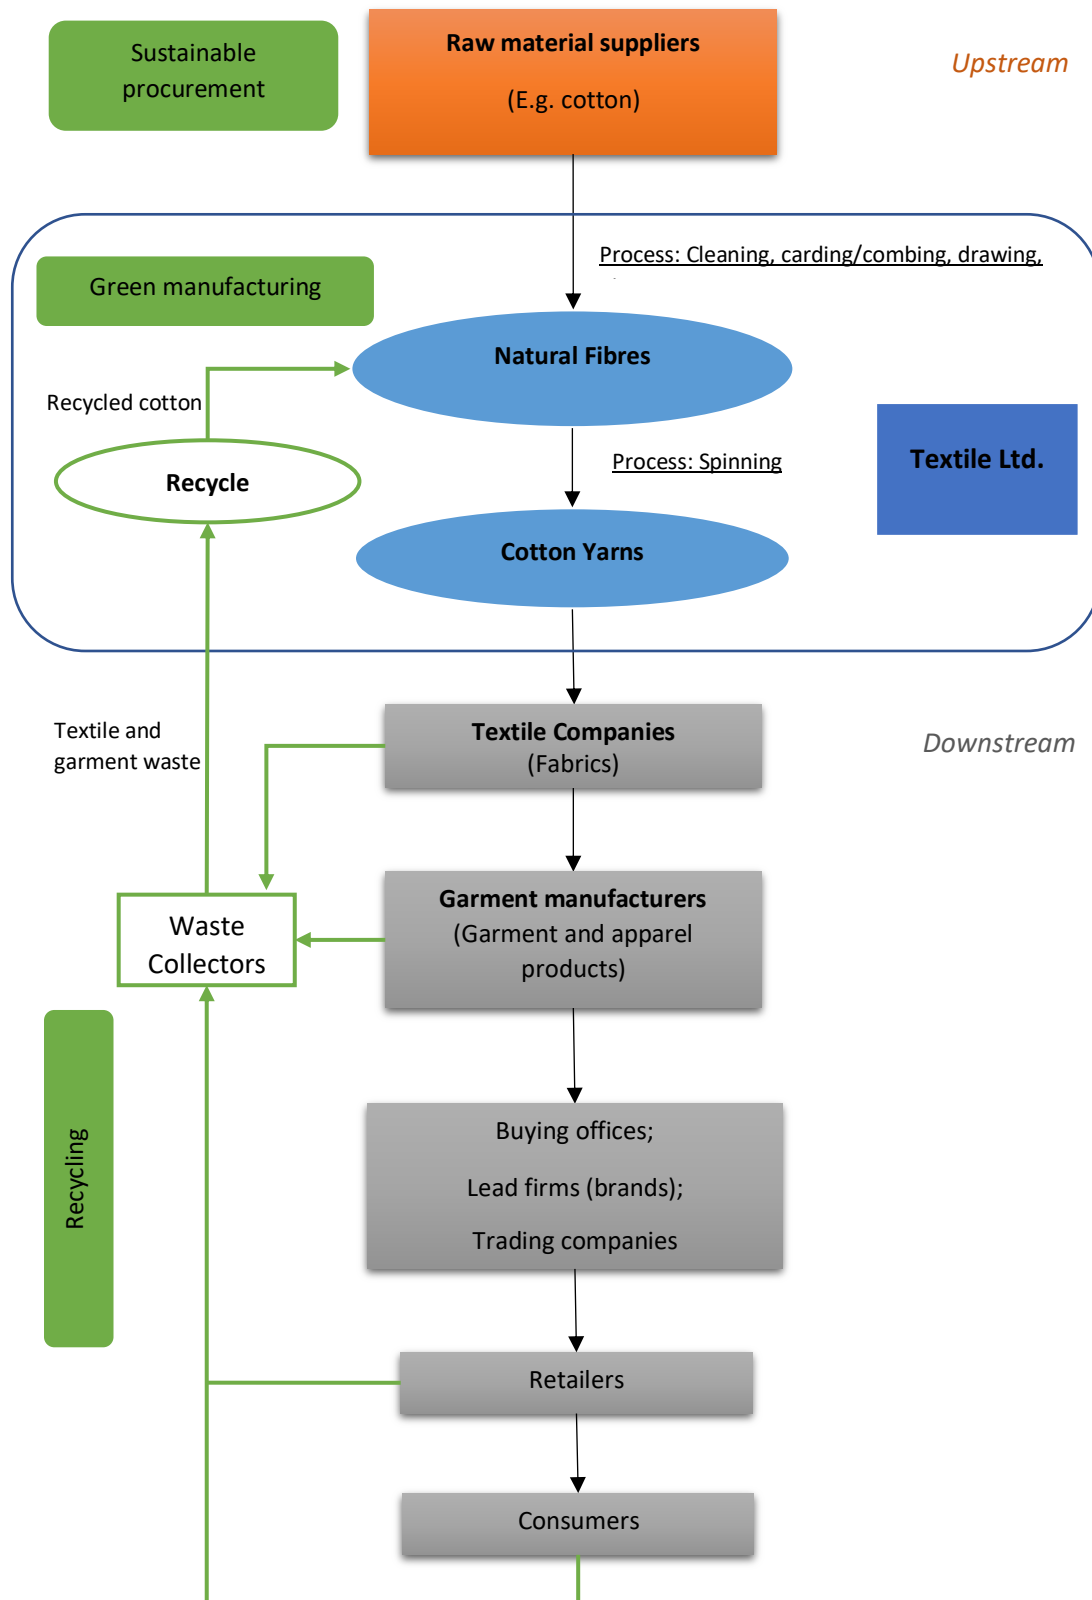 Sustainable
procurement
Raw material suppliers
(E.g. cotton)
Upstream
Process: Cleaning, carding/combing, drawing,
Green manufacturing
Natural Fibres
Recycled cotton
Process: Spinning
Textile Ltd.
Recycle
Cotton Yarns
Textile and
garment waste
Textile Companies
(Fabrics)
Downstream
Garment manufacturers
(Garment and apparel
products)
Waste
Collectors
Recycling
Buying offices;
Lead firms (brands);
Trading companies
Retailers
Consumers